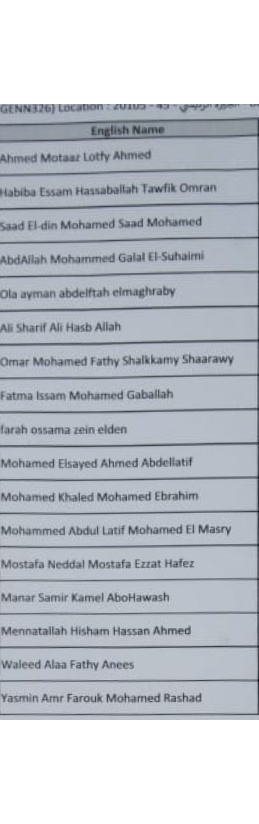 GENN326) Location : 20105 - 45 -
English Name
Ahmed Motaaz Lotfy Ahmed
Habiba Essam Hassaballah Tawfik Omran
Saad El-din Mohamed Saad Mohamed
AbdAllah Mohammed Galal El-Suhaimi
Ola ayman abdelftah elmaghraby
Ali Sharif Ali Hasb Allah
Omar Mohamed Fathy Shalkkamy Shaarawy
Fatma Issam Mohamed Gaballah
farah ossama zein elden
Mohamed Elsayed Ahmed Abdellatif
Mohamed Khaled Mohamed Ebrahim
Mohammed Abdul Latif Mohamed El Masry
Mostafa Neddal Mostafa Ezzat Hafez
Manar Samir Kamel AboHawash
Mennatallah Hisham Hassan Ahmed
Waleed Alaa Fathy Anees
Yasmin Amr Farouk Mohamed Rashad